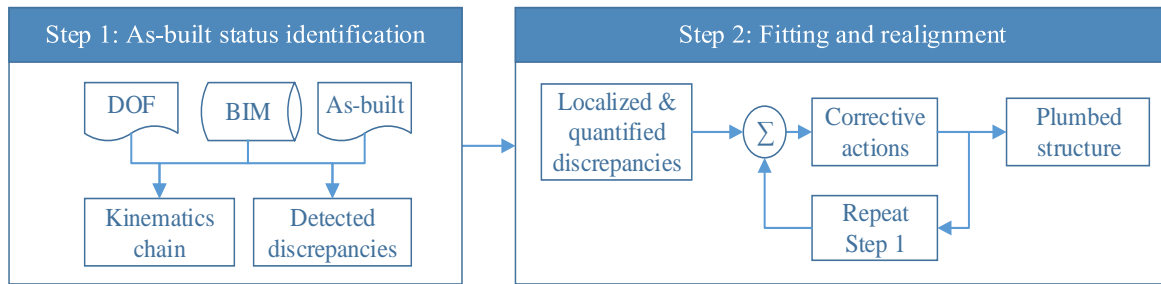 Step 1: As-built status identification
DOF
BIM
As-built
Kinematics
chain
Detected
discrepancies
Step 2: Fitting and realignment
Localized &
quantified
discrepancies
∑
Corrective
actions
Plumbed
structure
Repeat
Step 1